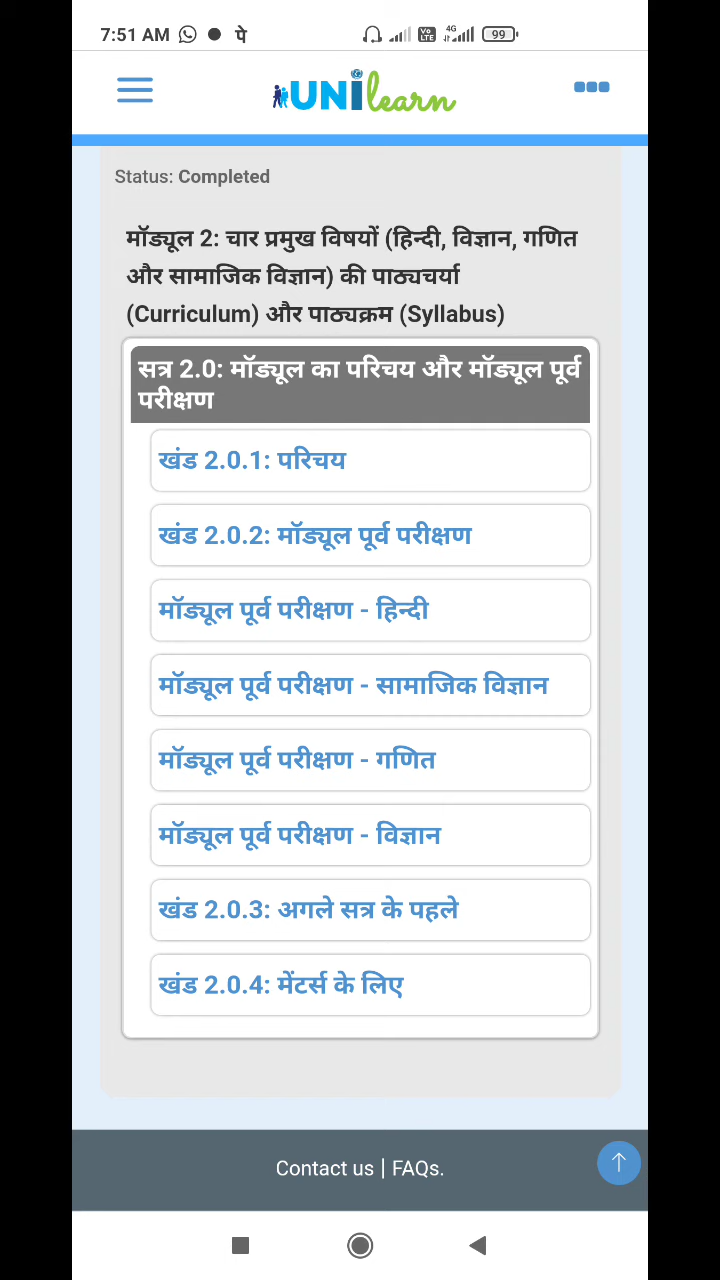 7:51 AM पे Vo LTE 4G 99
UNilearn
Status: Completed
मॉड्यूल 2: चार प्रमुख विषयों (हिन्दी, विज्ञान, गणित
और सामाजिक विज्ञान) की पाठ्यचर्या
(Curriculum) और पाठ्यक्रम (Syllabus)
सत्र 2.0: मॉड्यूल का परिचय और मॉड्यूल पूर्व
परीक्षण
खंड 2.0.1: परिचय
खंड 2.0.2: मॉड्यूल पूर्व परीक्षण
मॉड्यूल पूर्व परीक्षण - हिन्दी
मॉड्यूल पूर्व परीक्षण - सामाजिक विज्ञान
मॉड्यूल पूर्व परीक्षण - गणित
मॉड्यूल पूर्व परीक्षण - विज्ञान
खंड 2.0.3: अगले सत्र के पहले
खंड 2.0.4: मेंटर्स के लिए
Contact us | FAQs.